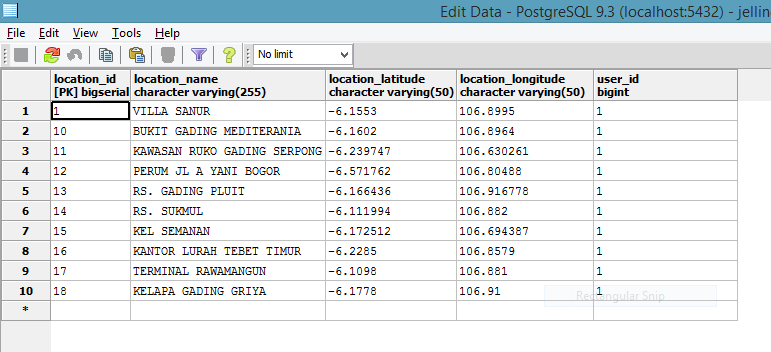 Edit Data - PostgreSQL 9.3 (localhost:5432) - jellin
File Edit View Tools Help
No limit
location_id location_name location_latitude location_longitude user_id
[PK] bigserial character varying(255) character varying(50) character varying(50) bigint
1 1 VILLA SANUR -6.1553 106.8995 1
2 10 BUKIT GADING MEDITERANIA -6.1602 106.8964 1
3 11 KAWASAN RUKO GADING SERPONG -6.239747 106.630261 1
4 12 PERUM JL A YANI BOGOR -6.571762 106.80488 1
5 13 RS. GADING PLUIT -6.166436 106.916778 1
6 14 RS. SUKMUL -6.111994 106.882 1
7 15 KEL SEMANAN -6.172512 106.694387 1
8 16 KANTOR LURAH TEBET TIMUR -6.2285 106.8579 1
9 17 TERMINAL RAWAMANGUN -6.1098 106.881 1
10 18 KELAPA GADING GRIYA -6.1778 106.91 1
Rectangular Snip
*